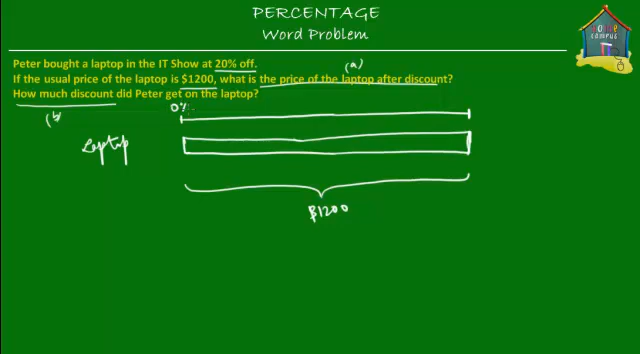 PERCENTAGE
Word Problem
home
campus
Peter bought a laptop in the IT Show at 20% off.
(a)
If the usual price of the laptop is $1200, what is the price of the laptop after discount?
How much discount did Peter get on the laptop?
(b)
0%
Laptop
$1200